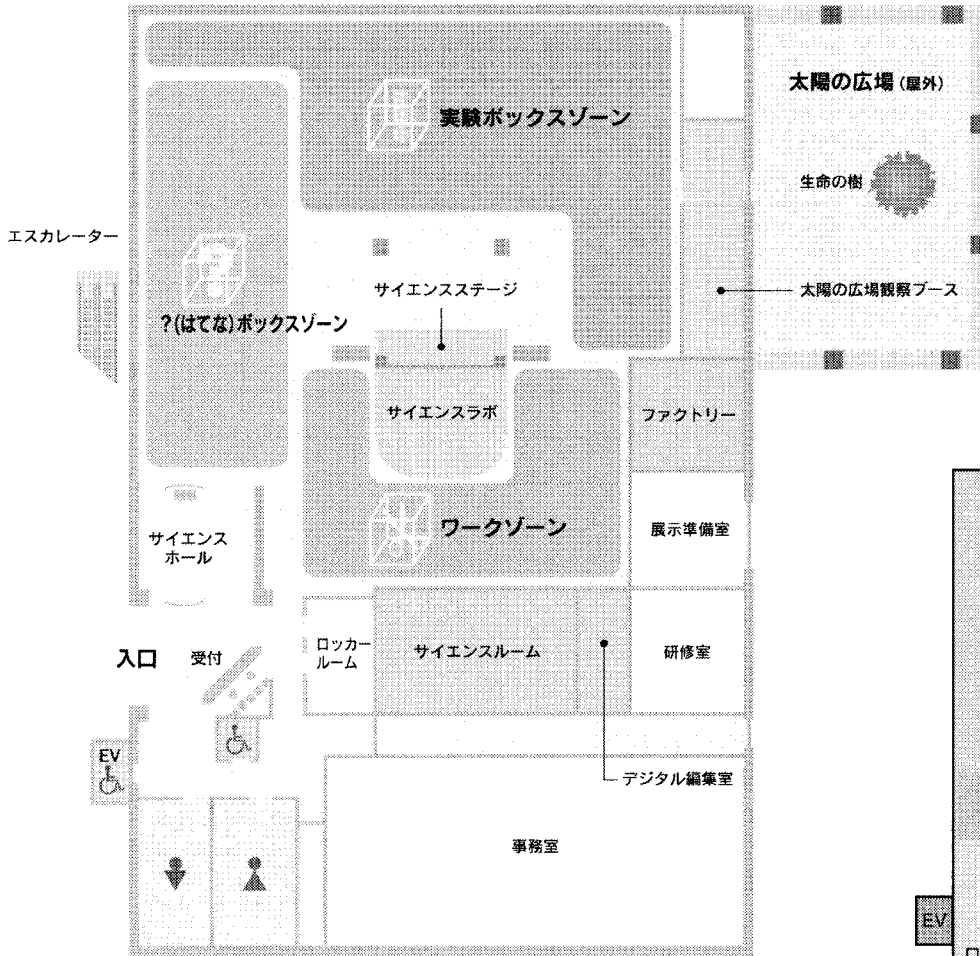 太陽の広場(屋外)
実験ボックスゾーン
生命の樹
エスカレーター
サイエンスステージ
太陽の広場観察ブース
?(はてな)ボックスゾーン
サイエンスラボ
ファクトリー
ワークゾーン
展示準備室
サイエンス
ホール
ロッカー
ルーム
サイエンスルーム
研修室
入口
受付
EV
デジタル編集室
事務室
EV